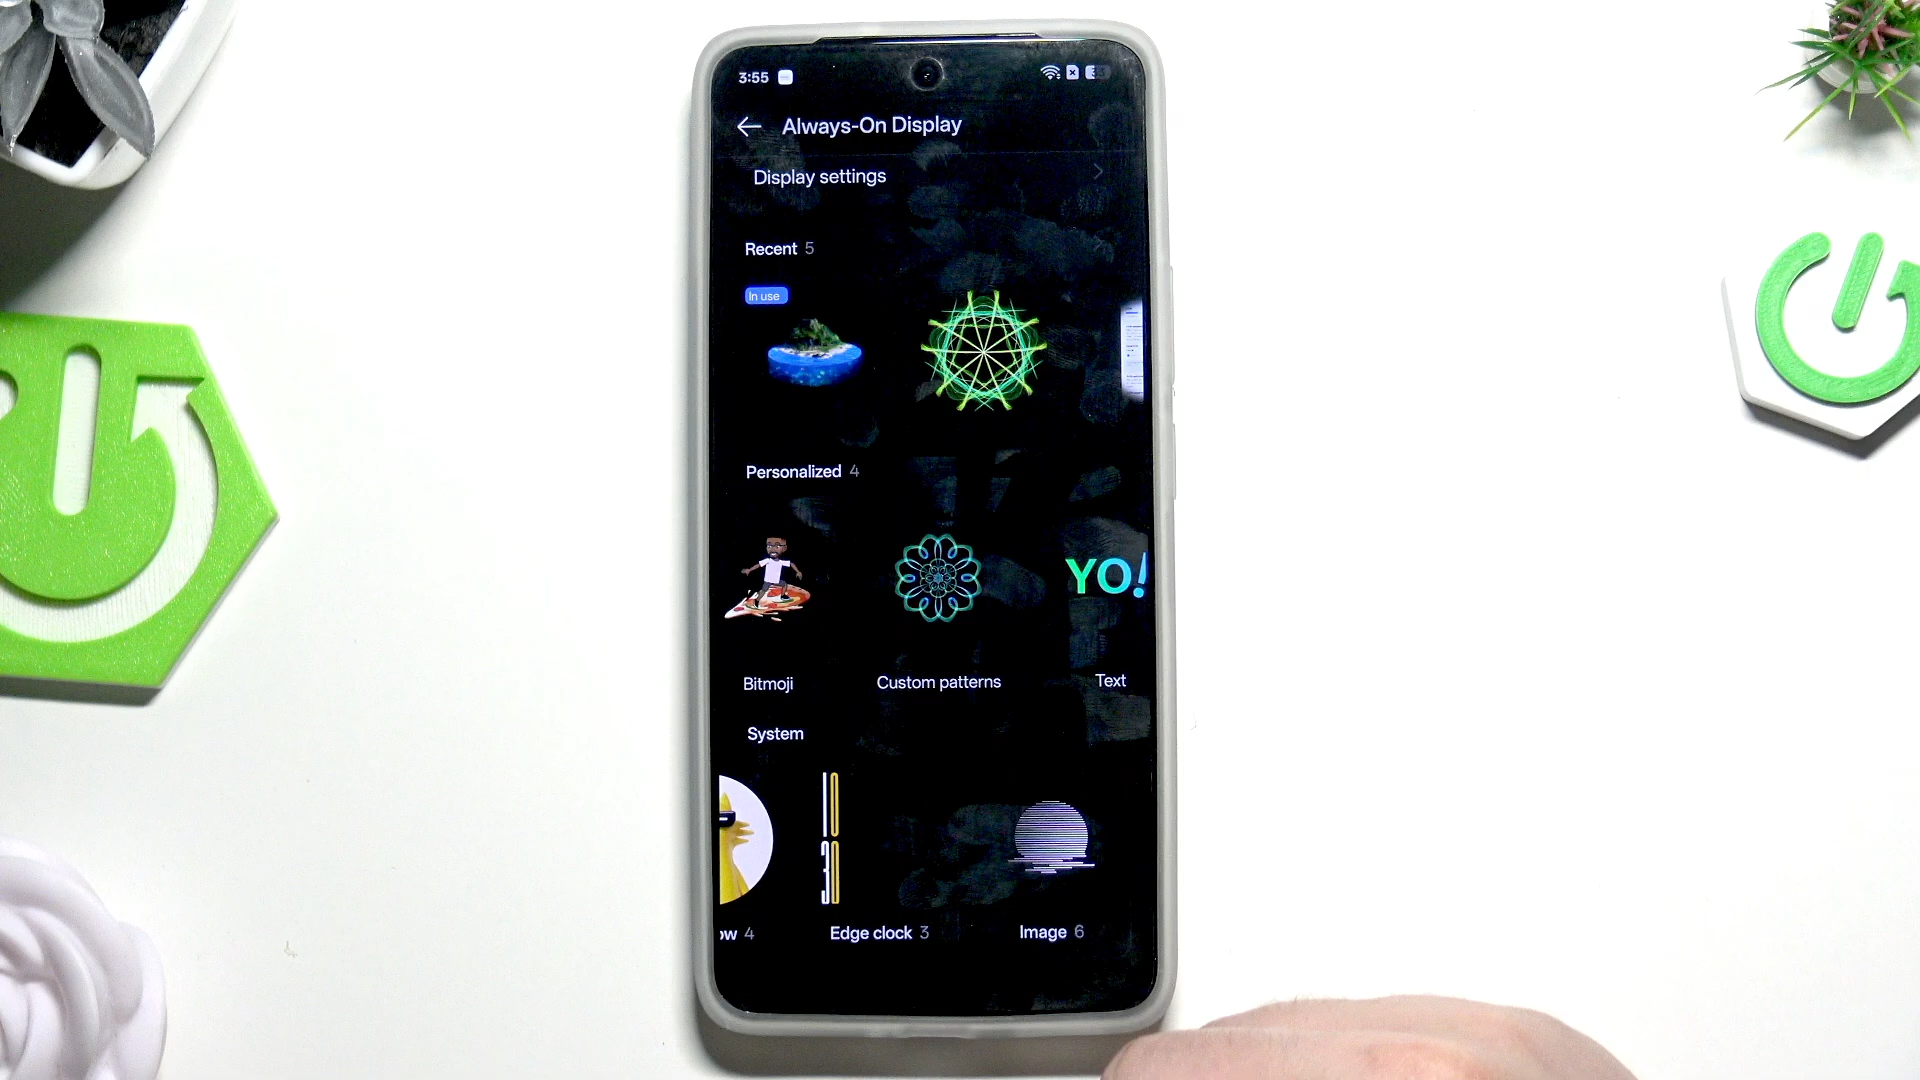 3:55
Always-On Display
Display settings
Recent 5
In use
Personalized 4
YO!
Bitmoji
Custom patterns
Text
System
ow 4
Edge clock 3
Image 6